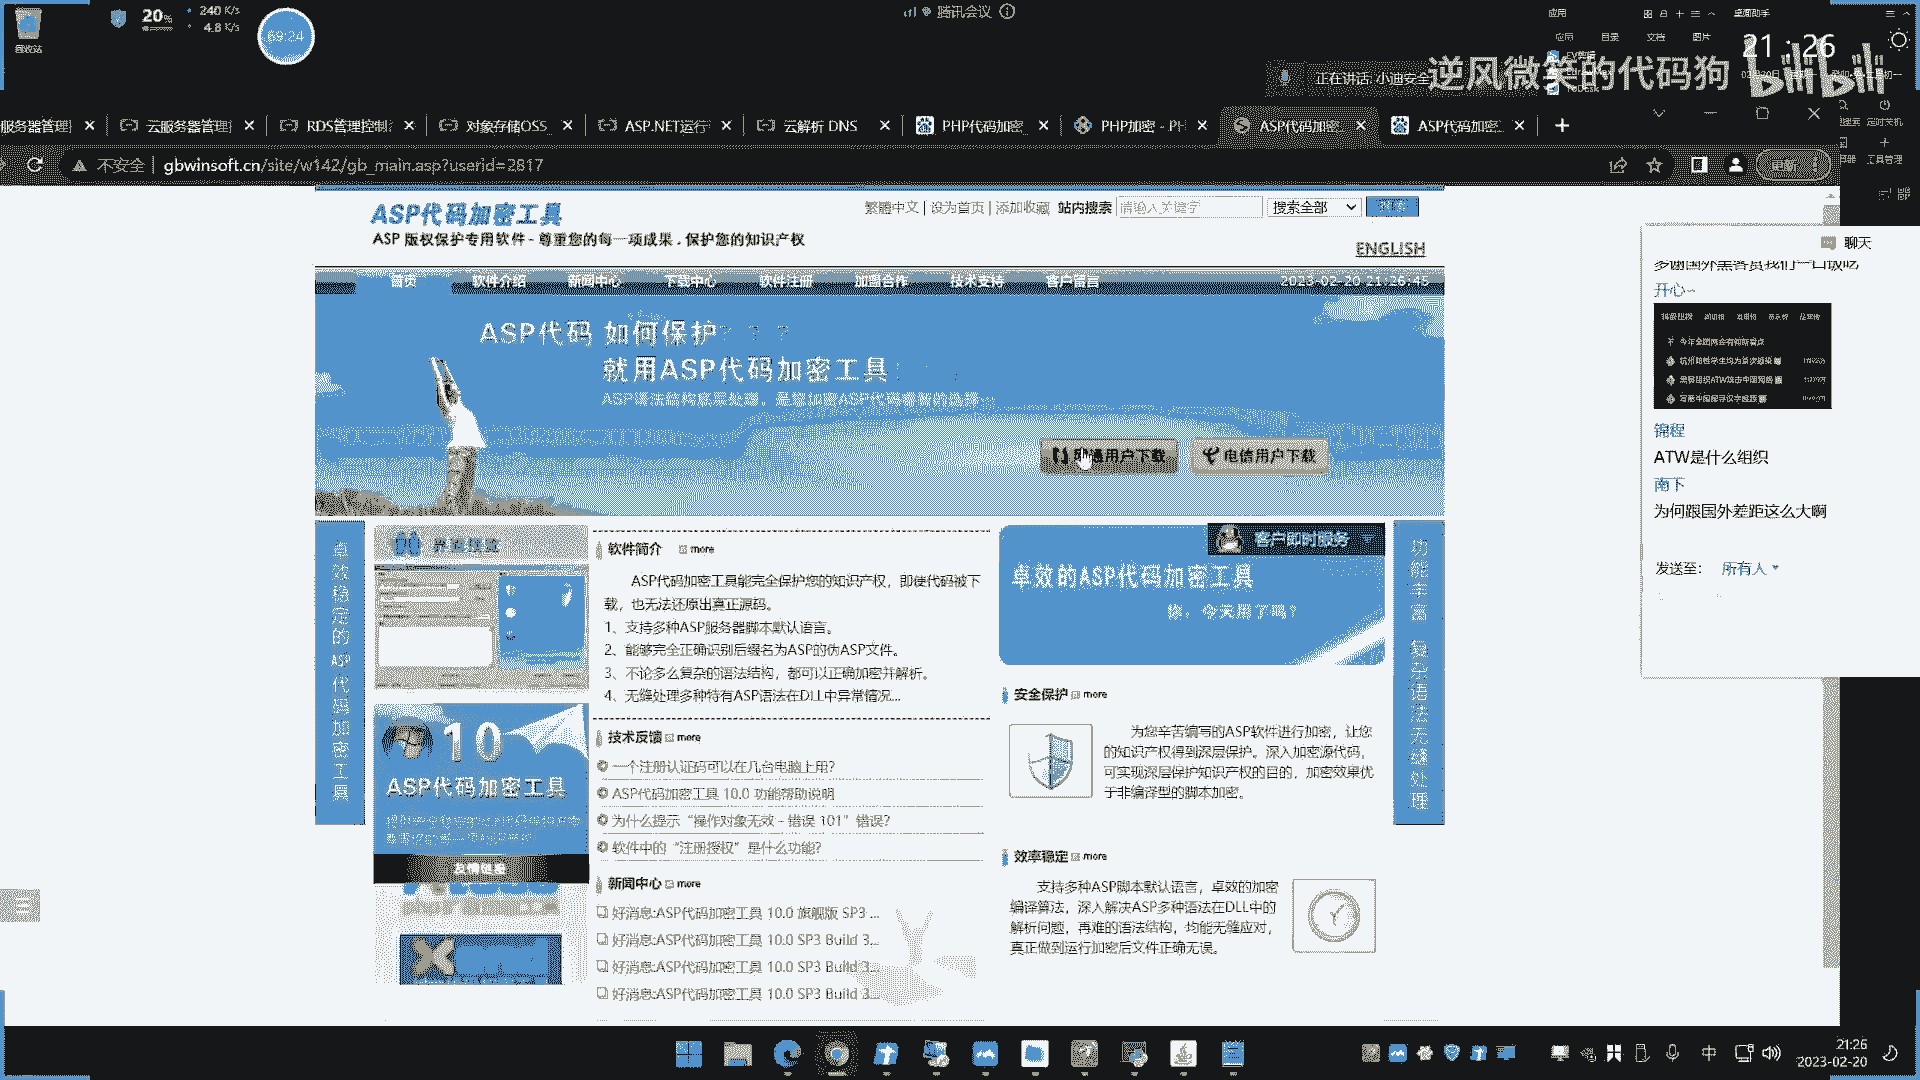 回收站
20%
240 K/s
4.8 K/s
69:24
腾讯会议
应用
桌面助手
应用
目录
文档
图片
21:26
正在讲话: 小迪安全
逆风微笑的代码狗
bilibili
服务器管理
云服务器管理
RDS管理控制
对象存储OSS
ASP.NET运行
云解析 DNS
PHP代码加密
PHP加密 - PH
ASP代码加密
ASP代码加密
定时关机
工具管理
不安全
gbwinsoft.cn/site/w142/gb_main.asp?userid=2817
更新
ASP代码加密工具
ASP 版权保护专用软件 - 尊重您的每一项成果 . 保护您的知识产权
繁體中文 | 设为首页 | 添加收藏
站内搜索
请输入关键字
搜索全部
ENGLISH
首页
软件介绍
新闻中心
下载中心
软件注册
加盟合作
技术支持
客户留言
2023-02-20 21:26:45
ASP代码 如何保护? ? ?
就用ASP代码加密工具
联通用户下载
电信用户下载
卓效稳定的ASP代码加密工具
界面预览
软件简介
more
ASP代码加密工具能完全保护您的知识产权，即使代码被下
载，也无法还原出真正源码。
1、支持多种ASP服务器脚本默认语言。
2、能够完全正确识别后缀名为ASP的伪ASP文件。
3、不论多么复杂的语法结构，都可以正确加密并解析。
4、无缝处理多种特有ASP语法在DLL中异常情况...
客户即时服务
卓效的ASP代码加密工具
您，今天用了吗?
功能丰富 复杂语法无缝处理
10
ASP代码加密工具
友情链接
技术反馈
more
一个注册认证码可以在几台电脑上用?
ASP代码加密工具 10.0 功能帮助说明
为什么提示“操作对象无效 - 错误 101”错误?
软件中的“注册授权”是什么功能?
新闻中心
more
好消息:ASP代码加密工具 10.0 旗舰版 SP3 ...
好消息:ASP代码加密工具 10.0 SP3 Build 3...
好消息:ASP代码加密工具 10.0 SP3 Build 3...
好消息:ASP代码加密工具 10.0 SP3 Build 3...
安全保护
more
为您辛苦编写的ASP软件进行加密，让您
的知识产权得到深层保护。深入加密源代码，
可实现深层保护知识产权的目的，加密效果优
于非编译型的脚本加密。
效率稳定
more
支持多种ASP脚本默认语言，卓效的加密
编译算法，深入解决ASP多种语法在DLL中的
解析问题，再难的语法结构，均能无缝应对，
真正做到运行加密后文件正确无误。
聊天
多谢国外黑客赏我们一口饭吃
开心~
锦程
ATW是什么组织
南下
为何跟国外差距这么大啊
发送至：
所有人
中
21:26
2023-02-20